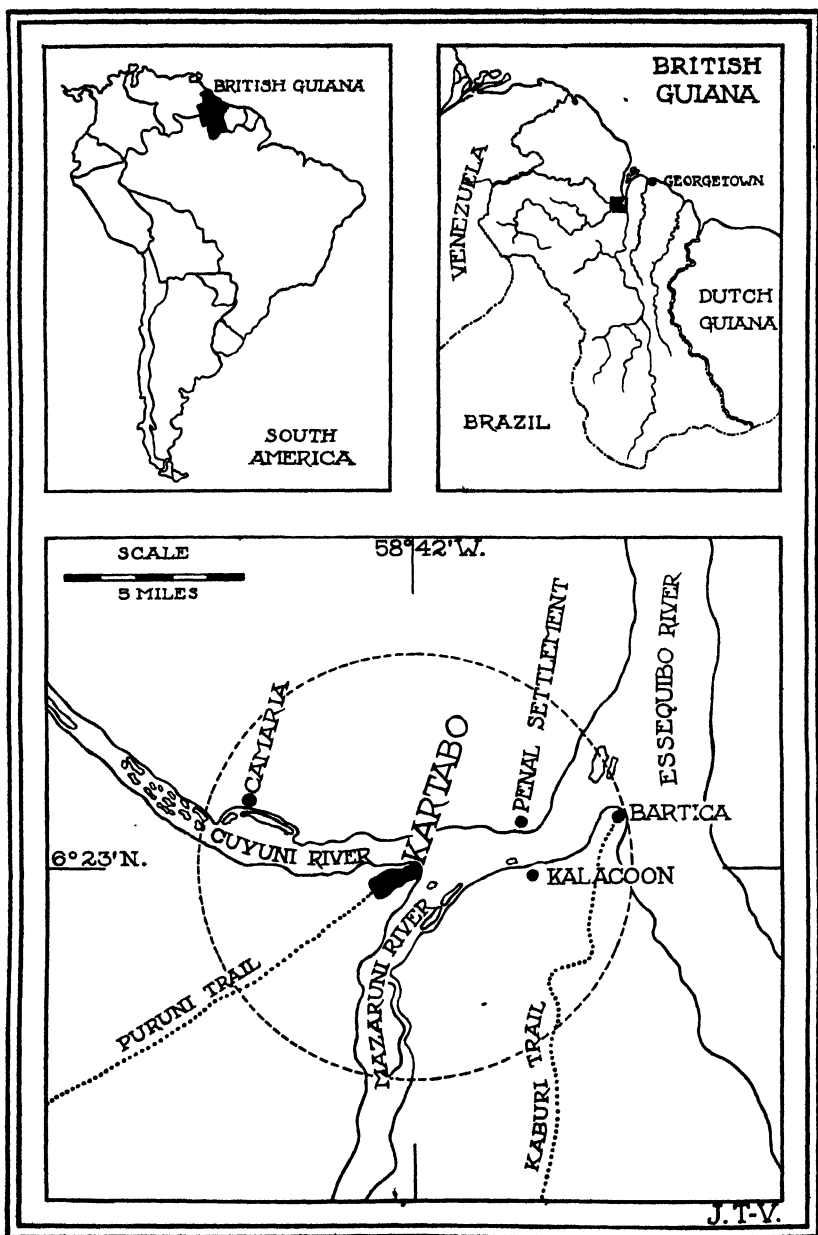 BRITISH GUIANA
SOUTH
AMERICA
BRITISH
GUIANA
GEORGETOWN
VENEZUELA
DUTCH
GUIANA
BRAZIL
SCALE
5 MILES
58°42'W.
PENAL SETTLEMENT
ESSEQUIBO RIVER
CAMARIA
KARTABO
BARTICA
CUYUNI RIVER
6°23'N.
KALACOON
MAZARUNI RIVER
PURUNI TRAIL
KABURI TRAIL
J.T-V.